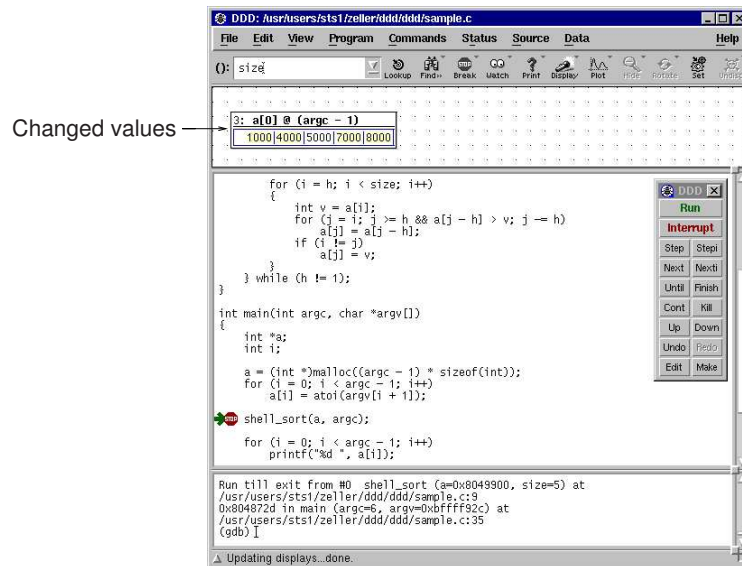 DDD: /usr/users/sts1/zeller/ddd/ddd/sample.c
File Edit View Program Commands Status Source Data Help
(): size
Lookup Find>> Break Watch Print Display Plot Hide Rotate Set Undisp
Changed values
3: a[0] @ (argc - 1)
1000 4000 5000 7000 8000
for (i = h; i < size; i++)
{
int v = a[i];
for (j = i; j >= h && a[j - h] > v; j -= h)
a[j] = a[j - h];
if (i != j)
a[j] = v;
}
} while (h != 1);
}
int main(int argc, char *argv[])
{
int *a;
int i;
a = (int *)malloc((argc - 1) * sizeof(int));
for (i = 0; i < argc - 1; i++)
a[i] = atoi(argv[i + 1]);
STOP shell_sort(a, argc);
for (i = 0; i < argc - 1; i++)
printf("%d ", a[i]);
DDD
Run
Interrupt
Step Stepi
Next Nexti
Until Finish
Cont Kill
Up Down
Undo Redo
Edit Make
Run till exit from #0 shell_sort (a=0x8049900, size=5) at
/usr/users/sts1/zeller/ddd/ddd/sample.c:9
0x804872d in main (argc=6, argv=0xbffff92c) at
/usr/users/sts1/zeller/ddd/ddd/sample.c:35
(gdb)
Updating displays...done.